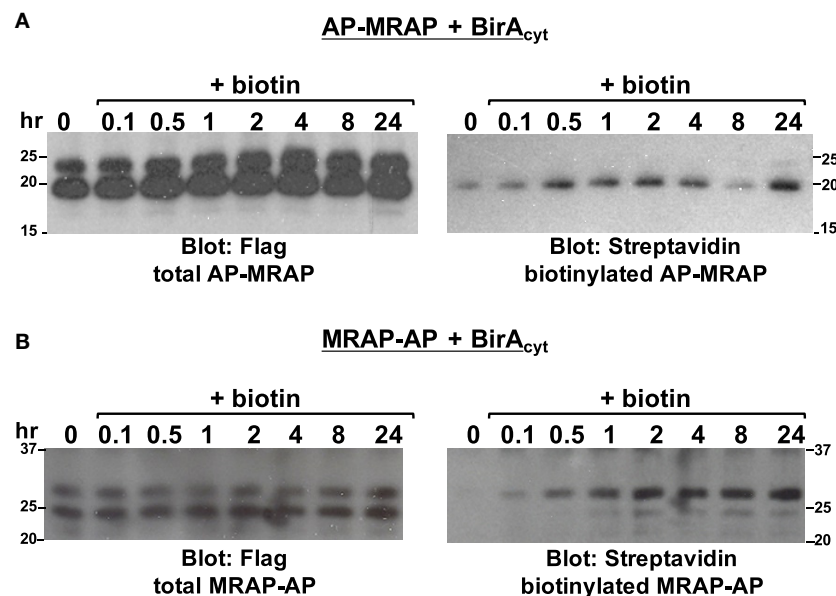 A
AP-MRAP + BirAcyt
+ biotin
hr 0 0.1 0.5 1 2 4 8 24
25
20
15
Blot: Flag
total AP-MRAP
+ biotin
0 0.1 0.5 1 2 4 8 24
25
20
15
Blot: Streptavidin
biotinylated AP-MRAP
B
MRAP-AP + BirAcyt
+ biotin
hr 0 0.1 0.5 1 2 4 8 24
37
25
20
Blot: Flag
total MRAP-AP
+ biotin
0 0.1 0.5 1 2 4 8 24
37
25
20
Blot: Streptavidin
biotinylated MRAP-AP